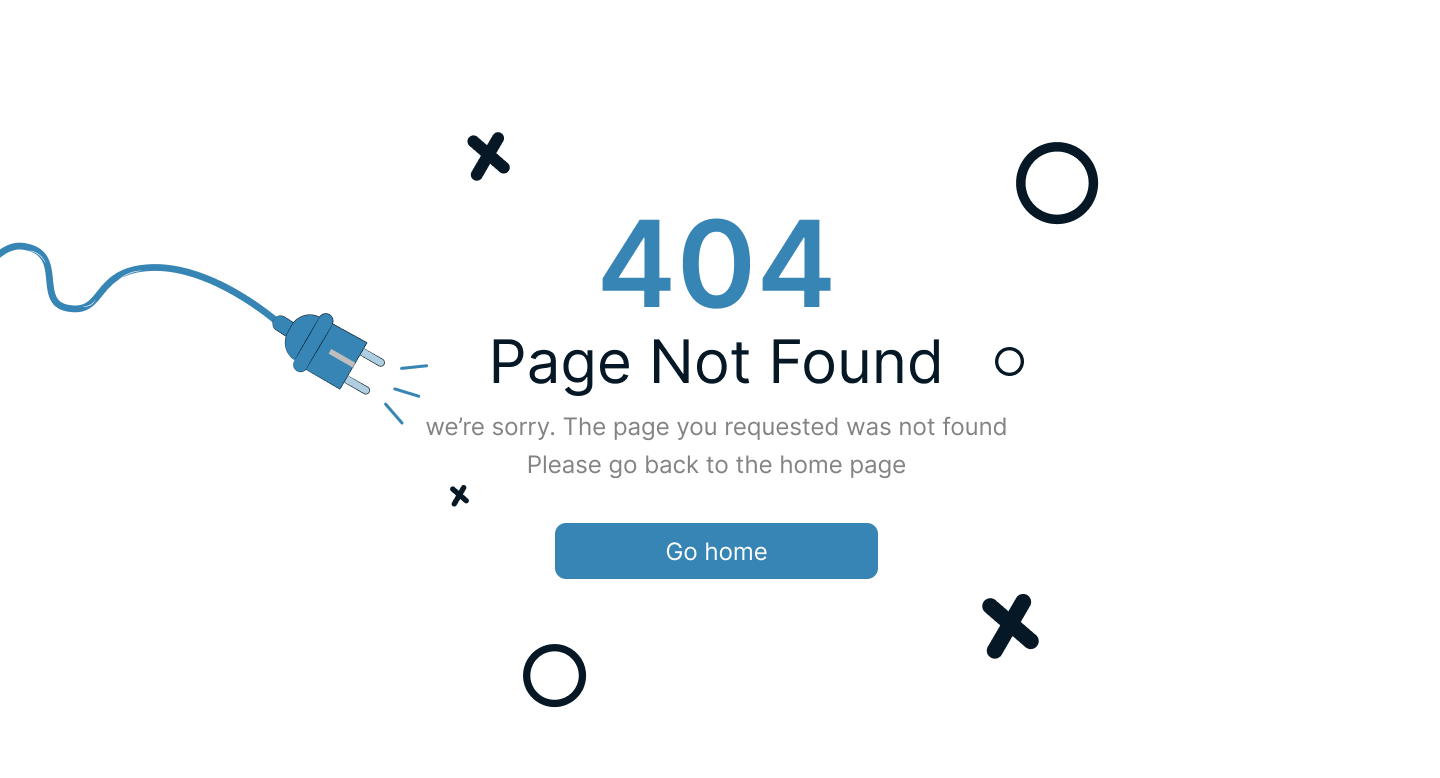 404
Page Not Found
we’re sorry. The page you requested was not found
Please go back to the home page
Go home